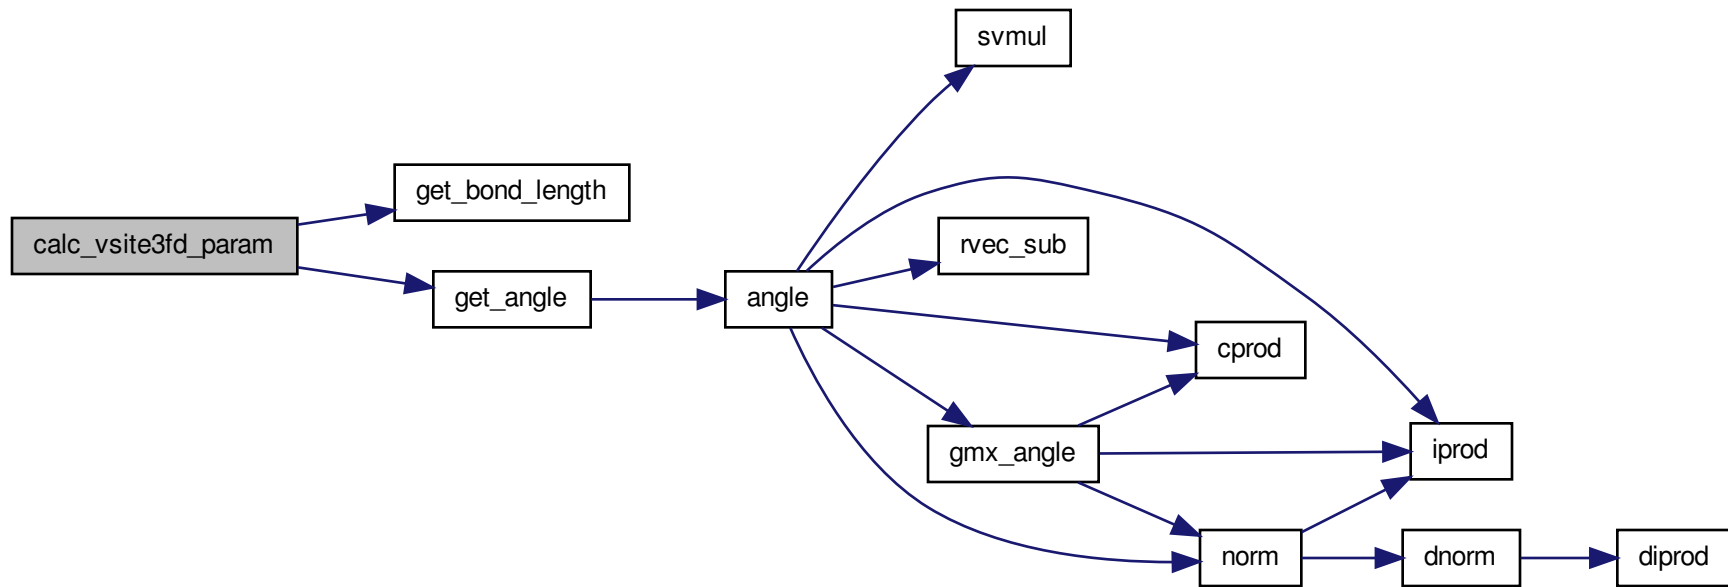 svmul
get_bond_length
calc_vsite3fd_param
rvec_sub
get_angle
angle
cprod
gmx_angle
iprod
norm
dnorm
diprod